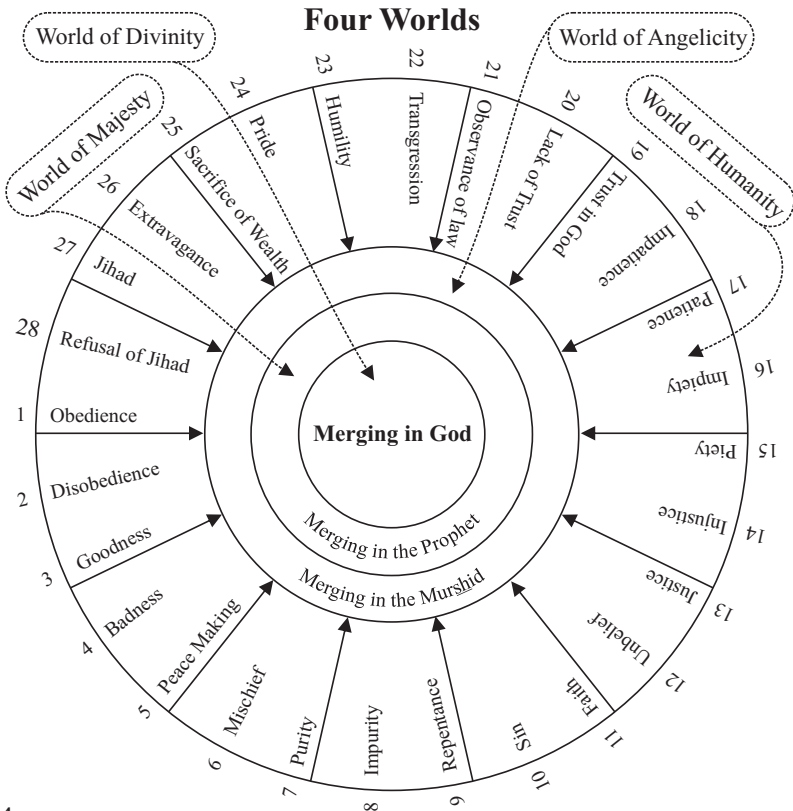 Four Worlds
World of Divinity
World of Angelicity
World of Majesty
World of Humanity
1
Obedience
2
Disobedience
3
Goodness
4
Badness
5
Peace Making
6
Mischief
7
Purity
8
Impurity
9
Repentance
10
Sin
11
Faith
12
Unbelief
13
Justice
14
Injustice
15
Piety
16
Impiety
17
Patience
18
Impatience
19
Trust in God
20
Lack of Trust
21
Observance of law
22
Transgression
23
Humility
24
Pride
25
Sacrifice of Wealth
26
Extravagance
27
Jihad
28
Refusal of Jihad
Merging in God
Merging in the Prophet
Merging in the Murshid